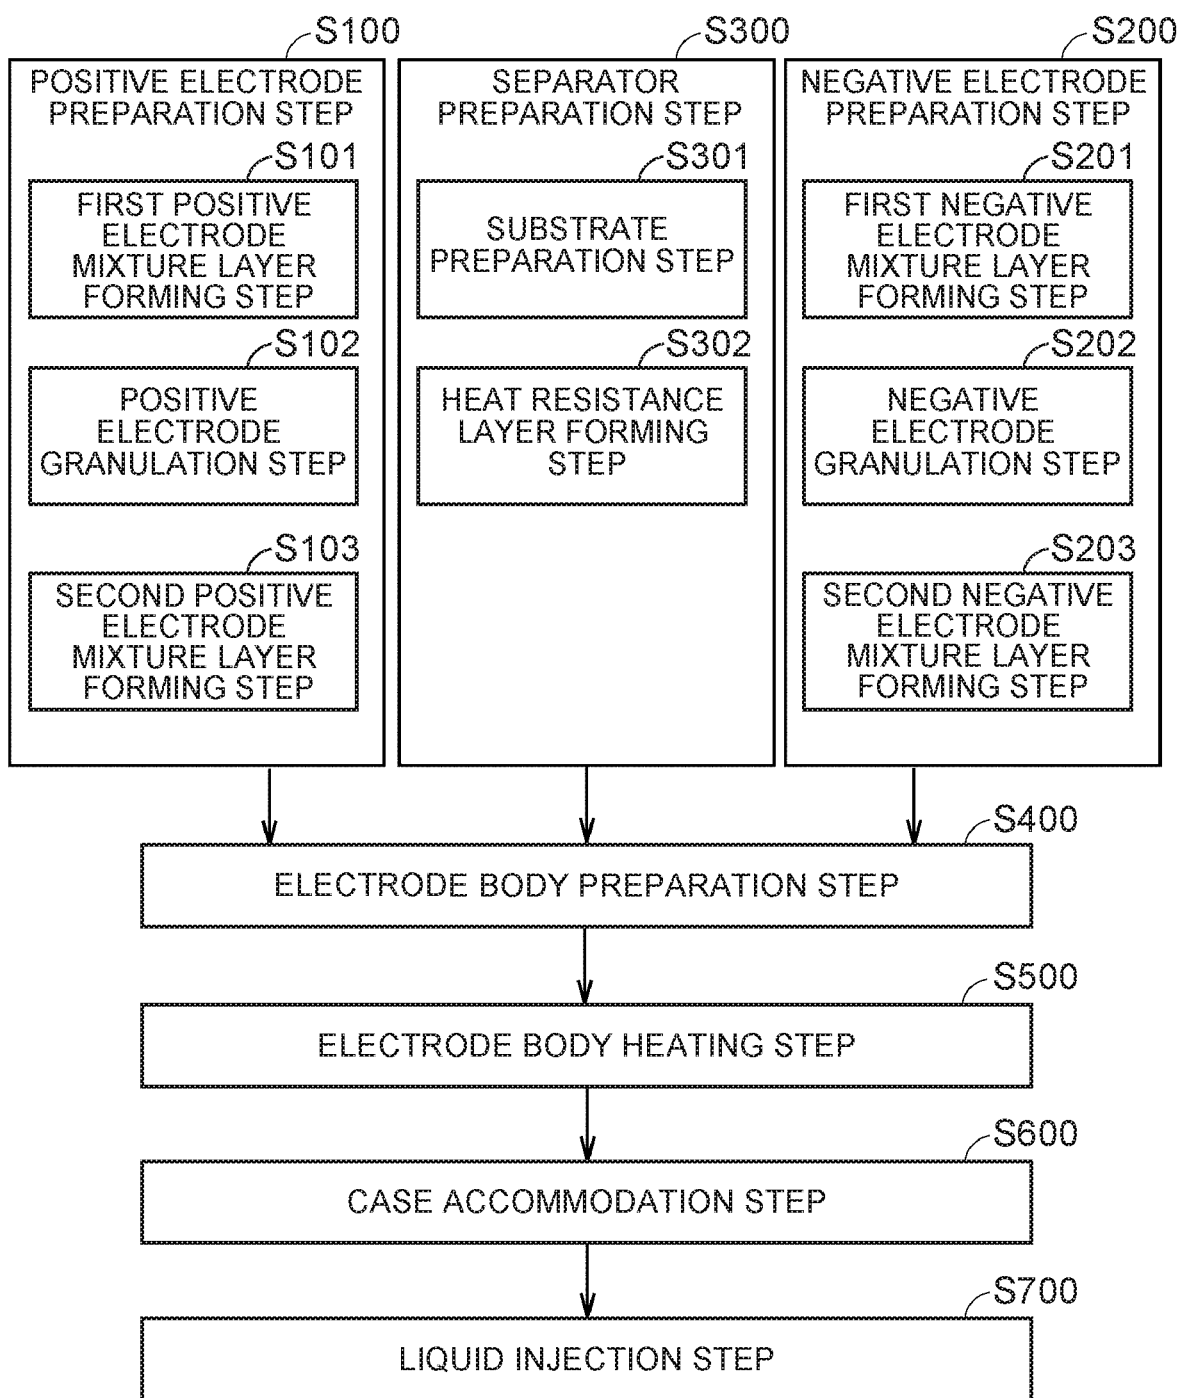 S100
POSITIVE ELECTRODE
PREPARATION STEP
S101
FIRST POSITIVE
ELECTRODE
MIXTURE LAYER
FORMING STEP
S102
POSITIVE
ELECTRODE
GRANULATION STEP
S103
SECOND POSITIVE
ELECTRODE
MIXTURE LAYER
FORMING STEP
S300
SEPARATOR
PREPARATION STEP
S301
SUBSTRATE
PREPARATION STEP
S302
HEAT RESISTANCE
LAYER FORMING
STEP
S200
NEGATIVE ELECTRODE
PREPARATION STEP
S201
FIRST NEGATIVE
ELECTRODE
MIXTURE LAYER
FORMING STEP
S202
NEGATIVE
ELECTRODE
GRANULATION STEP
S203
SECOND NEGATIVE
ELECTRODE
MIXTURE LAYER
FORMING STEP
S400
ELECTRODE BODY PREPARATION STEP
S500
ELECTRODE BODY HEATING STEP
S600
CASE ACCOMMODATION STEP
S700
LIQUID INJECTION STEP